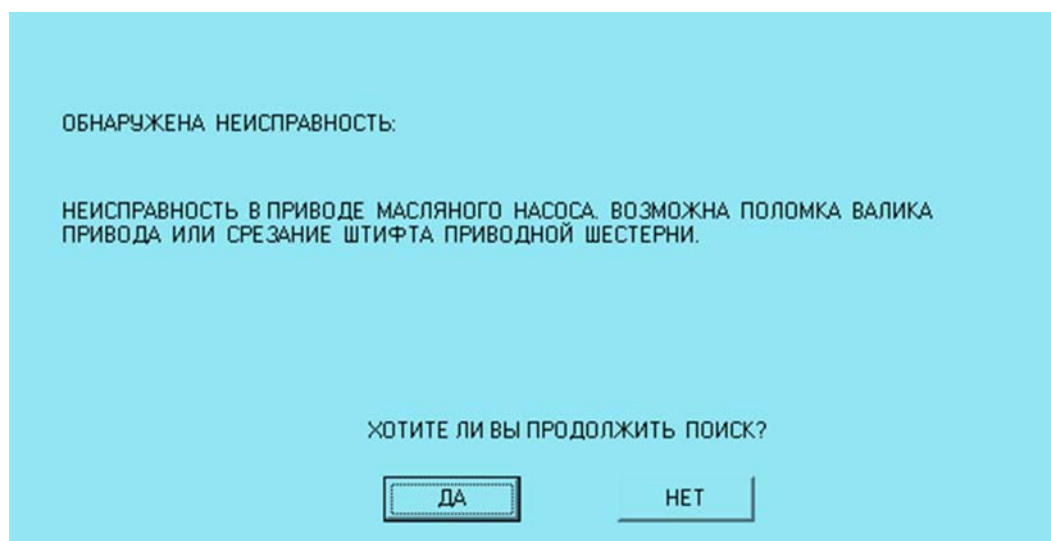 ОБНАРУЖЕНА НЕИСПРАВНОСТЬ:
НЕИСПРАВНОСТЬ В ПРИВОДЕ МАСЛЯНОГО НАСОСА. ВОЗМОЖНА ПОЛОМКА ВАЛИКА
ПРИВОДА ИЛИ СРЕЗАНИЕ ШТИФТА ПРИВОДНОЙ ШЕСТЕРНИ.
ХОТИТЕ ЛИ ВЫ ПРОДОЛЖИТЬ ПОИСК?
ДА НЕТ